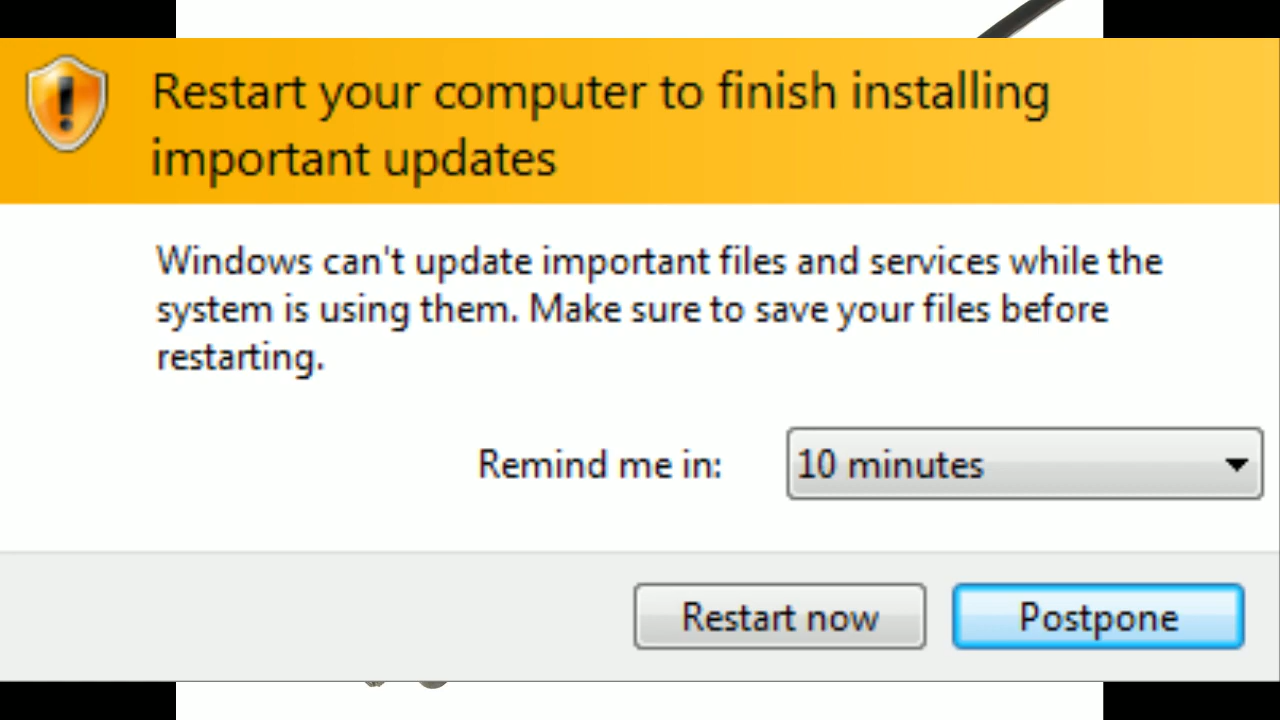 Restart your computer to finish installing
important updates
Windows can't update important files and services while the
system is using them. Make sure to save your files before
restarting.
Remind me in: 10 minutes
Restart now Postpone